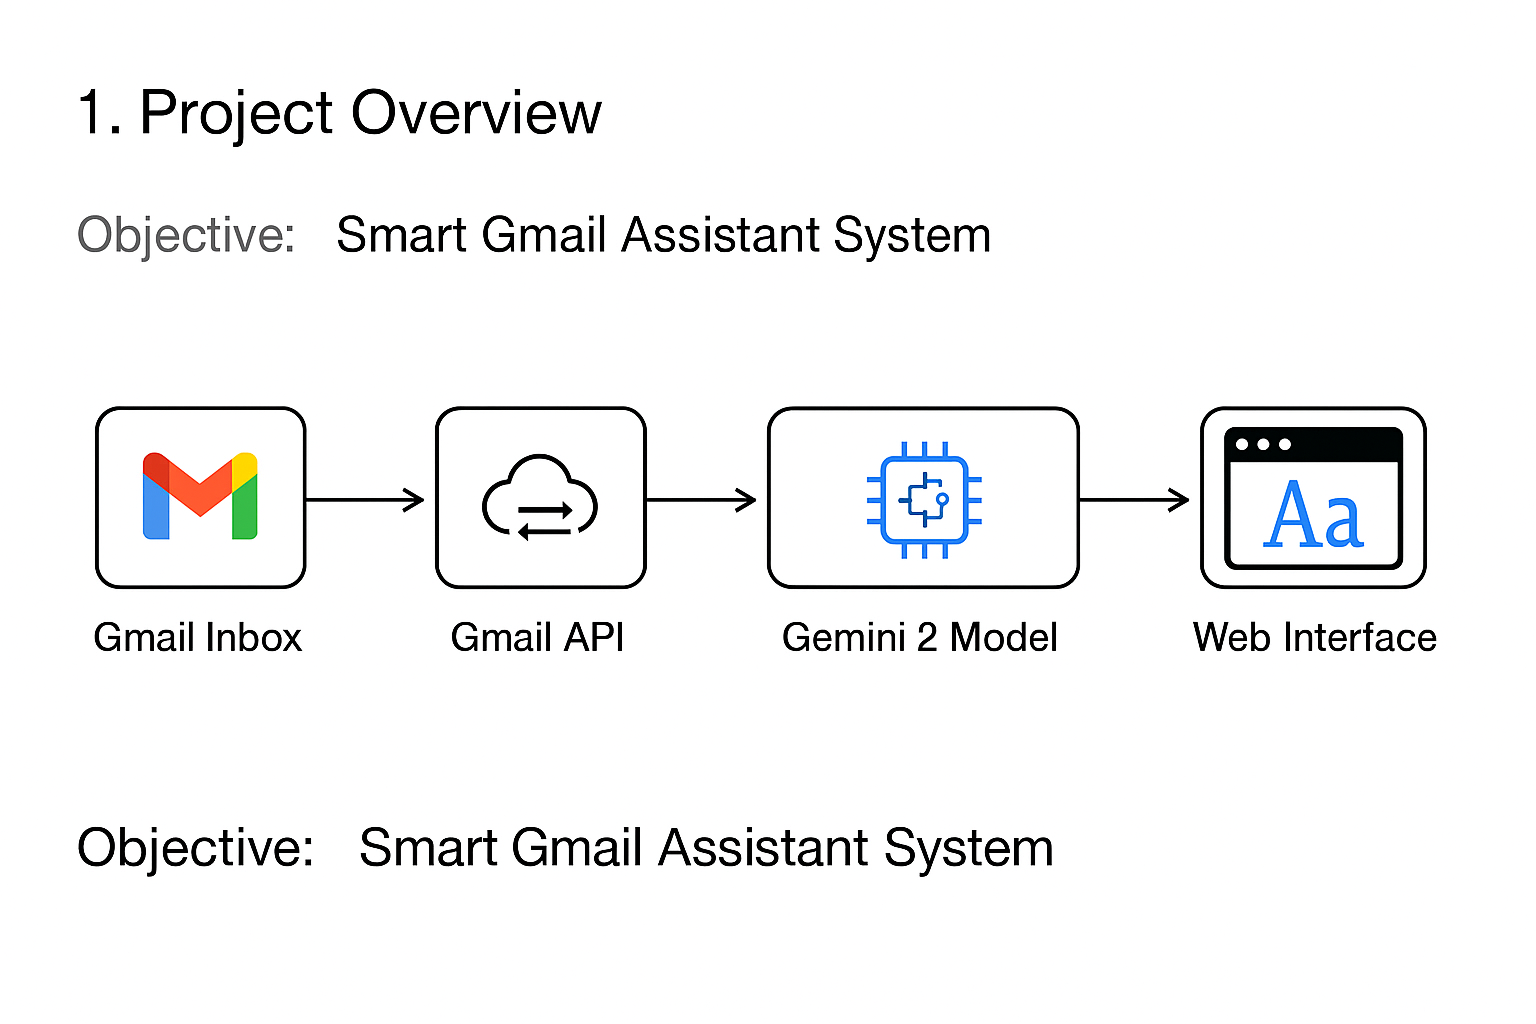 1. Project Overview
Objective: Smart Gmail Assistant System
Aa
Gmail Inbox
Gmail API
Gemini 2 Model
Web Interface
Objective: Smart Gmail Assistant System